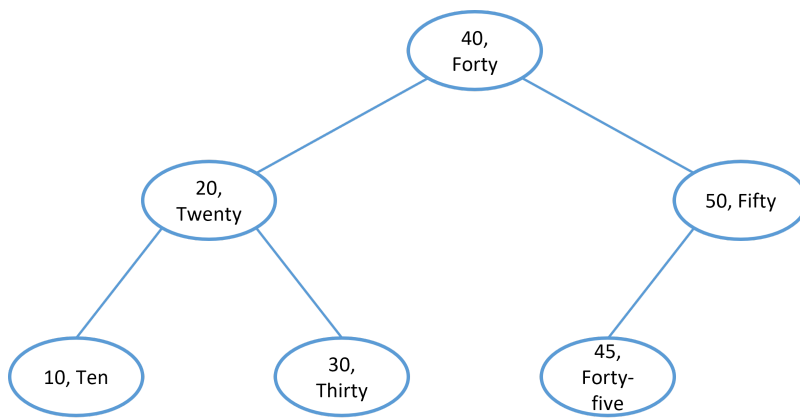 40,
Forty
20,
Twenty
50, Fifty
10, Ten
30,
Thirty
45,
Forty-
five